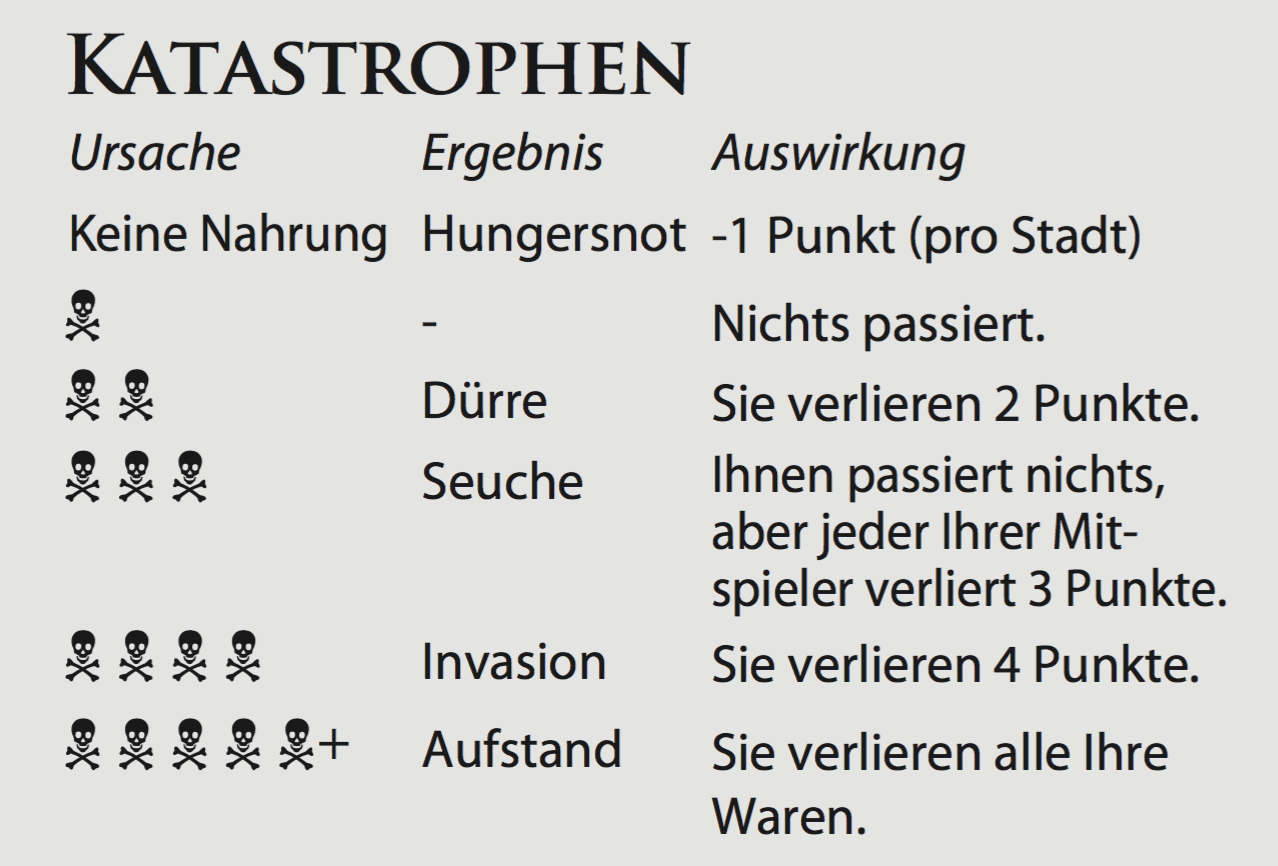 KATASTROPHEN
Ursache Ergebnis Auswirkung
Keine Nahrung Hungersnot -1 Punkt (pro Stadt)
☠ - Nichts passiert.
☠ ☠ Dürre Sie verlieren 2 Punkte.
☠ ☠ ☠ Seuche Ihnen passiert nichts,
aber jeder Ihrer Mit-
spieler verliert 3 Punkte.
☠ ☠ ☠ ☠ Invasion Sie verlieren 4 Punkte.
☠ ☠ ☠ ☠ ☠+ Aufstand Sie verlieren alle Ihre
Waren.